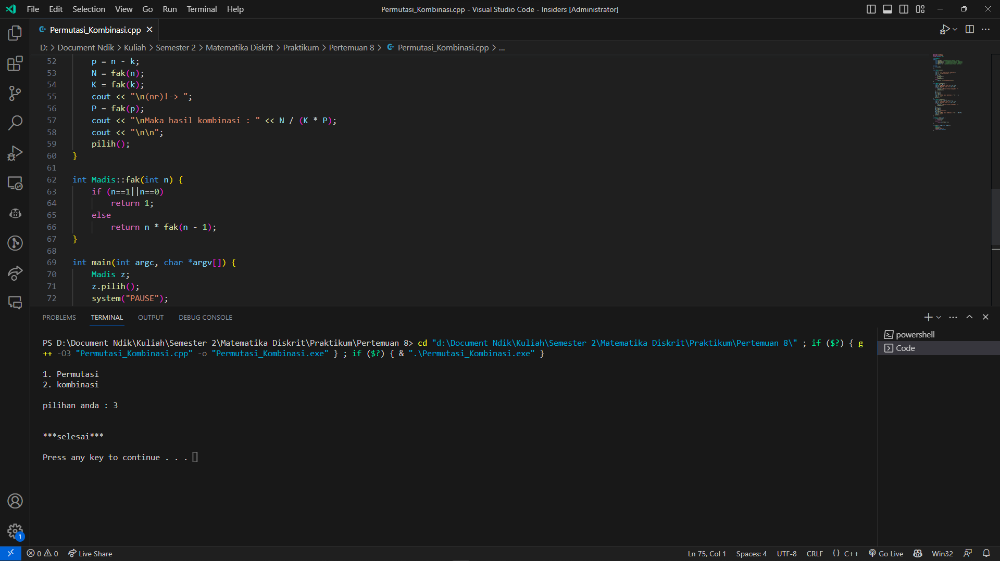 File Edit Selection View Go Run Terminal Help
Permutasi_Kombinasi.cpp - Visual Studio Code - Insiders [Administrator]
Permutasi_Kombinasi.cpp
D: > Document Ndik > Kuliah > Semester 2 > Matematika Diskrit > Praktikum > Pertemuan 8 > Permutasi_Kombinasi.cpp > ...
52 p = n - k;
53 N = fak(n);
54 K = fak(k);
55 cout << "\n(nr)!-> ";
56 P = fak(p);
57 cout << "\nMaka hasil kombinasi : " << N / (K * P);
58 cout << "\n\n";
59 pilih();
60 }
61
62 int Madis::fak(int n) {
63 if (n==1||n==0)
64 return 1;
65 else
66 return n * fak(n - 1);
67 }
68
69 int main(int argc, char *argv[]) {
70 Madis z;
71 z.pilih();
72 system("PAUSE");
PROBLEMS TERMINAL OUTPUT DEBUG CONSOLE
PS D:\Document Ndik\Kuliah\Semester 2\Matematika Diskrit\Praktikum\Pertemuan 8> cd "d:\Document Ndik\Kuliah\Semester 2\Matematika Diskrit\Praktikum\Pertemuan 8\" ; if ($?) { g
++ -O3 "Permutasi_Kombinasi.cpp" -o "Permutasi_Kombinasi.exe" } ; if ($?) { & ".\Permutasi_Kombinasi.exe" }
1. Permutasi
2. kombinasi
pilihan anda : 3
***selesai***
Press any key to continue . . .
powershell
Code
1
0 0 Live Share
Ln 75, Col 1 Spaces: 4 UTF-8 CRLF {} C++ Go Live Win32